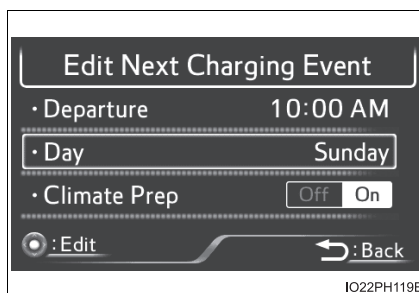 Edit Next Charging Event
・Departure 10:00 AM
・Day Sunday
・Climate Prep Off On
:Edit :Back
IO22PH119E